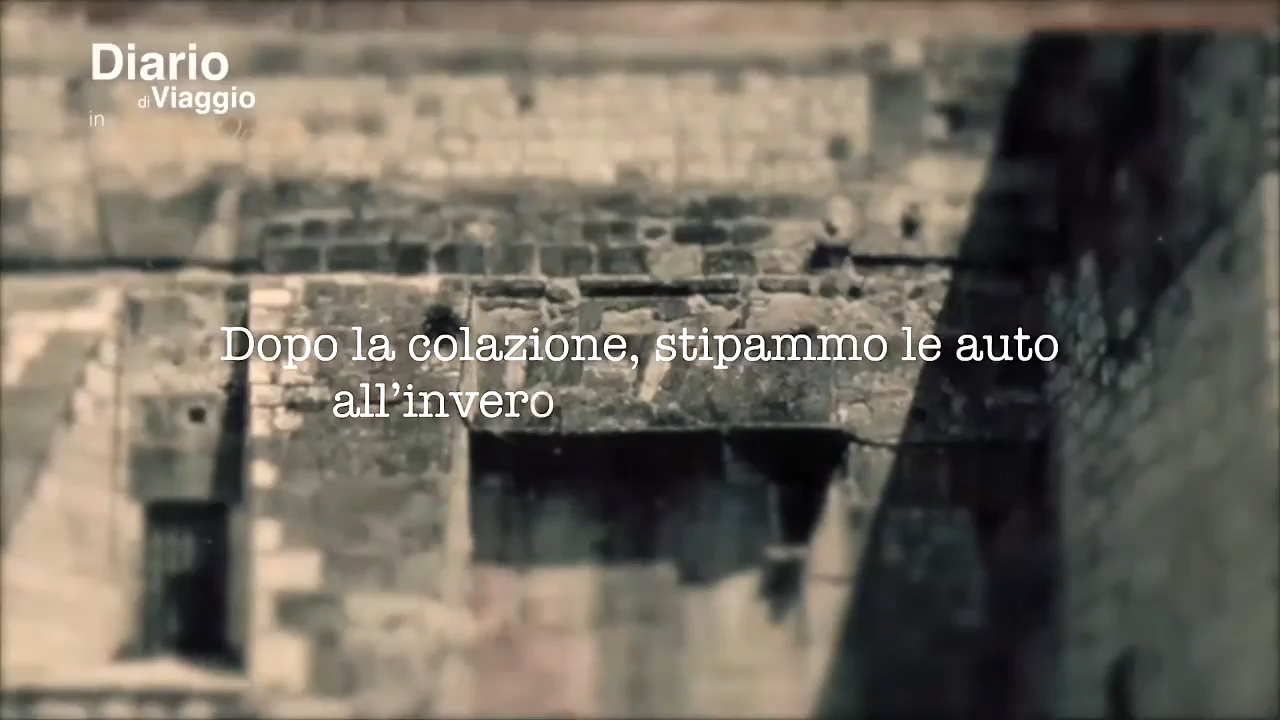 Diario
di Viaggio
in
Dopo la colazione, stipammo le auto
all’invero